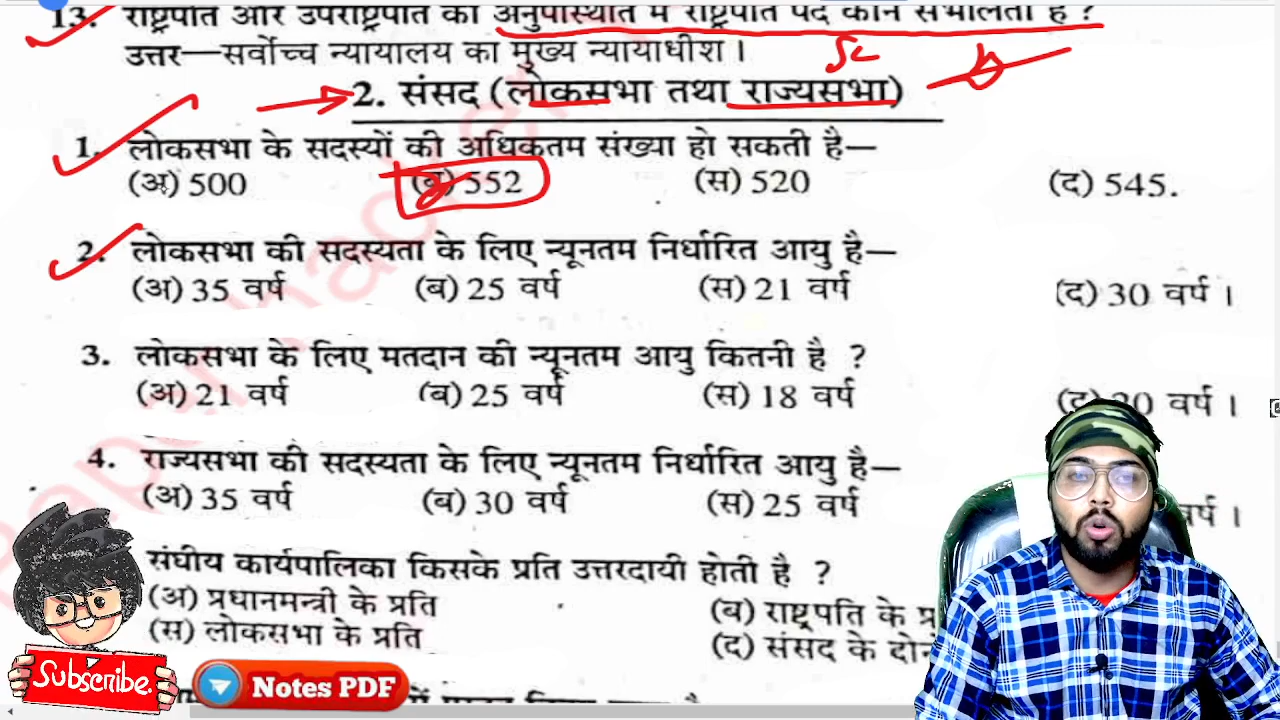 13. राष्ट्रपति और उपराष्ट्रपति की अनुपस्थिति में राष्ट्रपति पद कौन संभालता है ?
उत्तर—सर्वोच्च न्यायालय का मुख्य न्यायाधीश ।
SC
2. संसद (लोकसभा तथा राज्यसभा)
1. लोकसभा के सदस्यों की अधिकतम संख्या हो सकती है—
(अ) 500 (ब) 552 (स) 520 (द) 545.
2. लोकसभा की सदस्यता के लिए न्यूनतम निर्धारित आयु है—
(अ) 35 वर्ष (ब) 25 वर्ष (स) 21 वर्ष (द) 30 वर्ष ।
3. लोकसभा के लिए मतदान की न्यूनतम आयु कितनी है ?
(अ) 21 वर्ष (ब) 25 वर्ष (स) 18 वर्ष (द) वर्ष ।
4. राज्यसभा की सदस्यता के लिए न्यूनतम निर्धारित आयु है—
(अ) 35 वर्ष (ब) 30 वर्ष (स) 25 वर्ष वर्ष ।
संघीय कार्यपालिका किसके प्रति उत्तरदायी होती है ?
(अ) प्रधानमन्त्री के प्रति (ब) राष्ट्रपति के
(स) लोकसभा के प्रति (द) संसद के
Subscribe.
Notes PDF